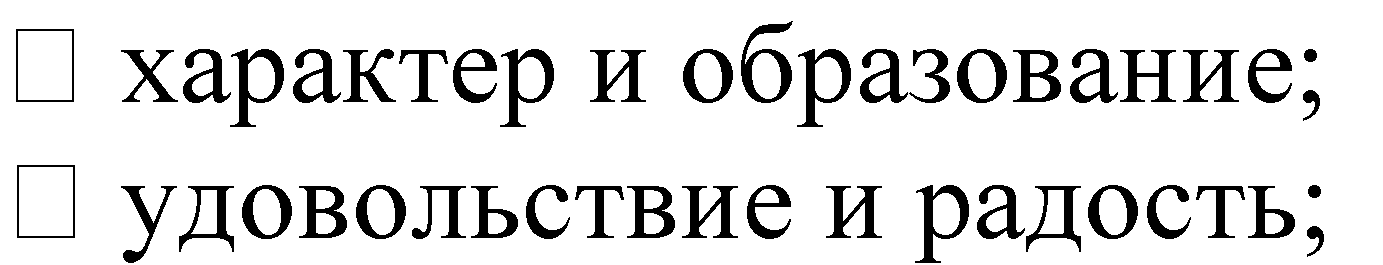 □ характер и образование;
□ удовольствие и радость;